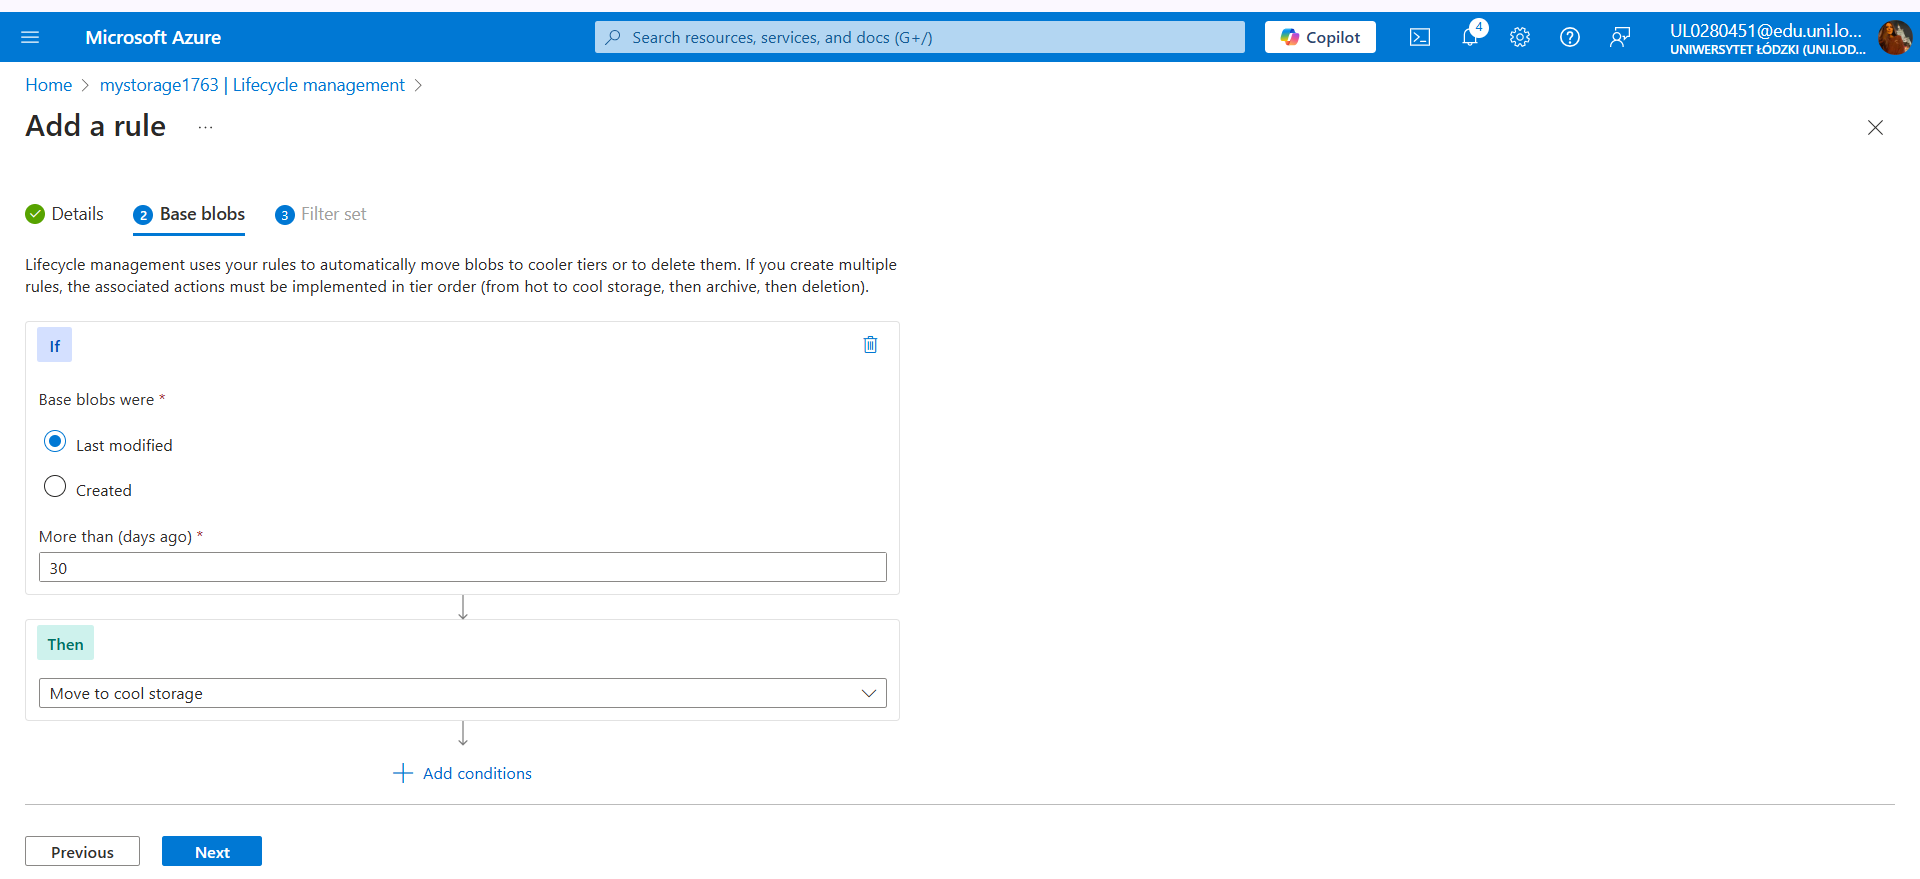 Microsoft Azure
Search resources, services, and docs (G+/)
Copilot
4
UL0280451@edu.uni.lo...
UNIWERSYTET ŁÓDZKI (UNI.LOD...
Home > mystorage1763 | Lifecycle management >
Add a rule ...
Details
2 Base blobs
3 Filter set
Lifecycle management uses your rules to automatically move blobs to cooler tiers or to delete them. If you create multiple
rules, the associated actions must be implemented in tier order (from hot to cool storage, then archive, then deletion).
If
Base blobs were *
Last modified
Created
More than (days ago) *
30
Then
Move to cool storage
Add conditions
Previous
Next